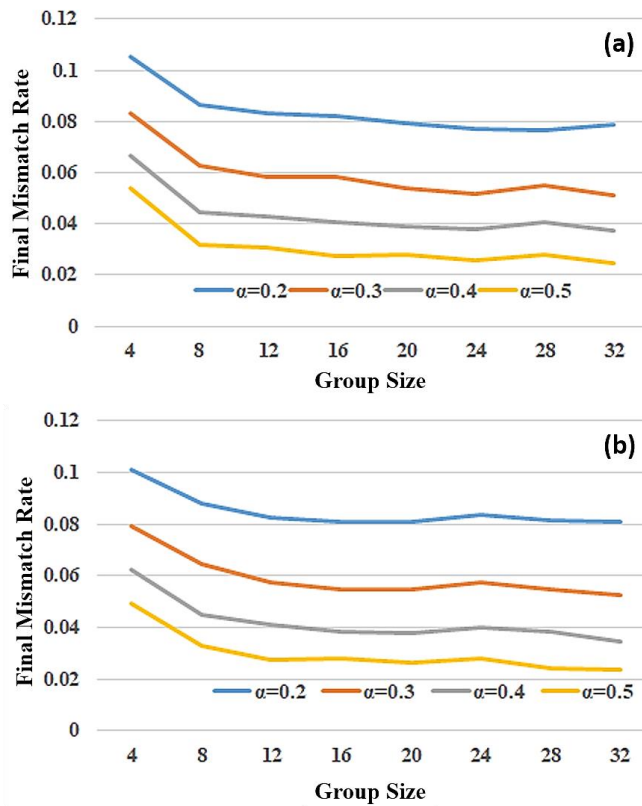 0.12
(a)
0.1
0.08
0.06
0.04
0.02
0
Final Mismatch Rate
α=0.2 α=0.3 α=0.4 α=0.5
4 8 12 16 20 24 28 32
Group Size
0.12
(b)
0.1
0.08
0.06
0.04
0.02
0
Final Mismatch Rate
α=0.2 α=0.3 α=0.4 α=0.5
4 8 12 16 20 24 28 32
Group Size